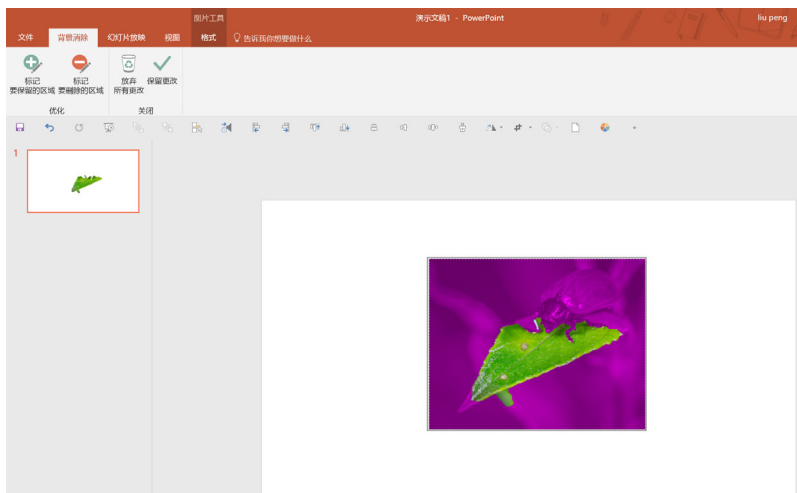 图片工具
演示文稿1 - PowerPoint
liu peng
文件 背景消除 幻灯片放映 视图 格式 告诉我你想要做什么
标记 标记 放弃 保留更改
要保留的区域 要删除的区域 所有更改
优化 关闭
1